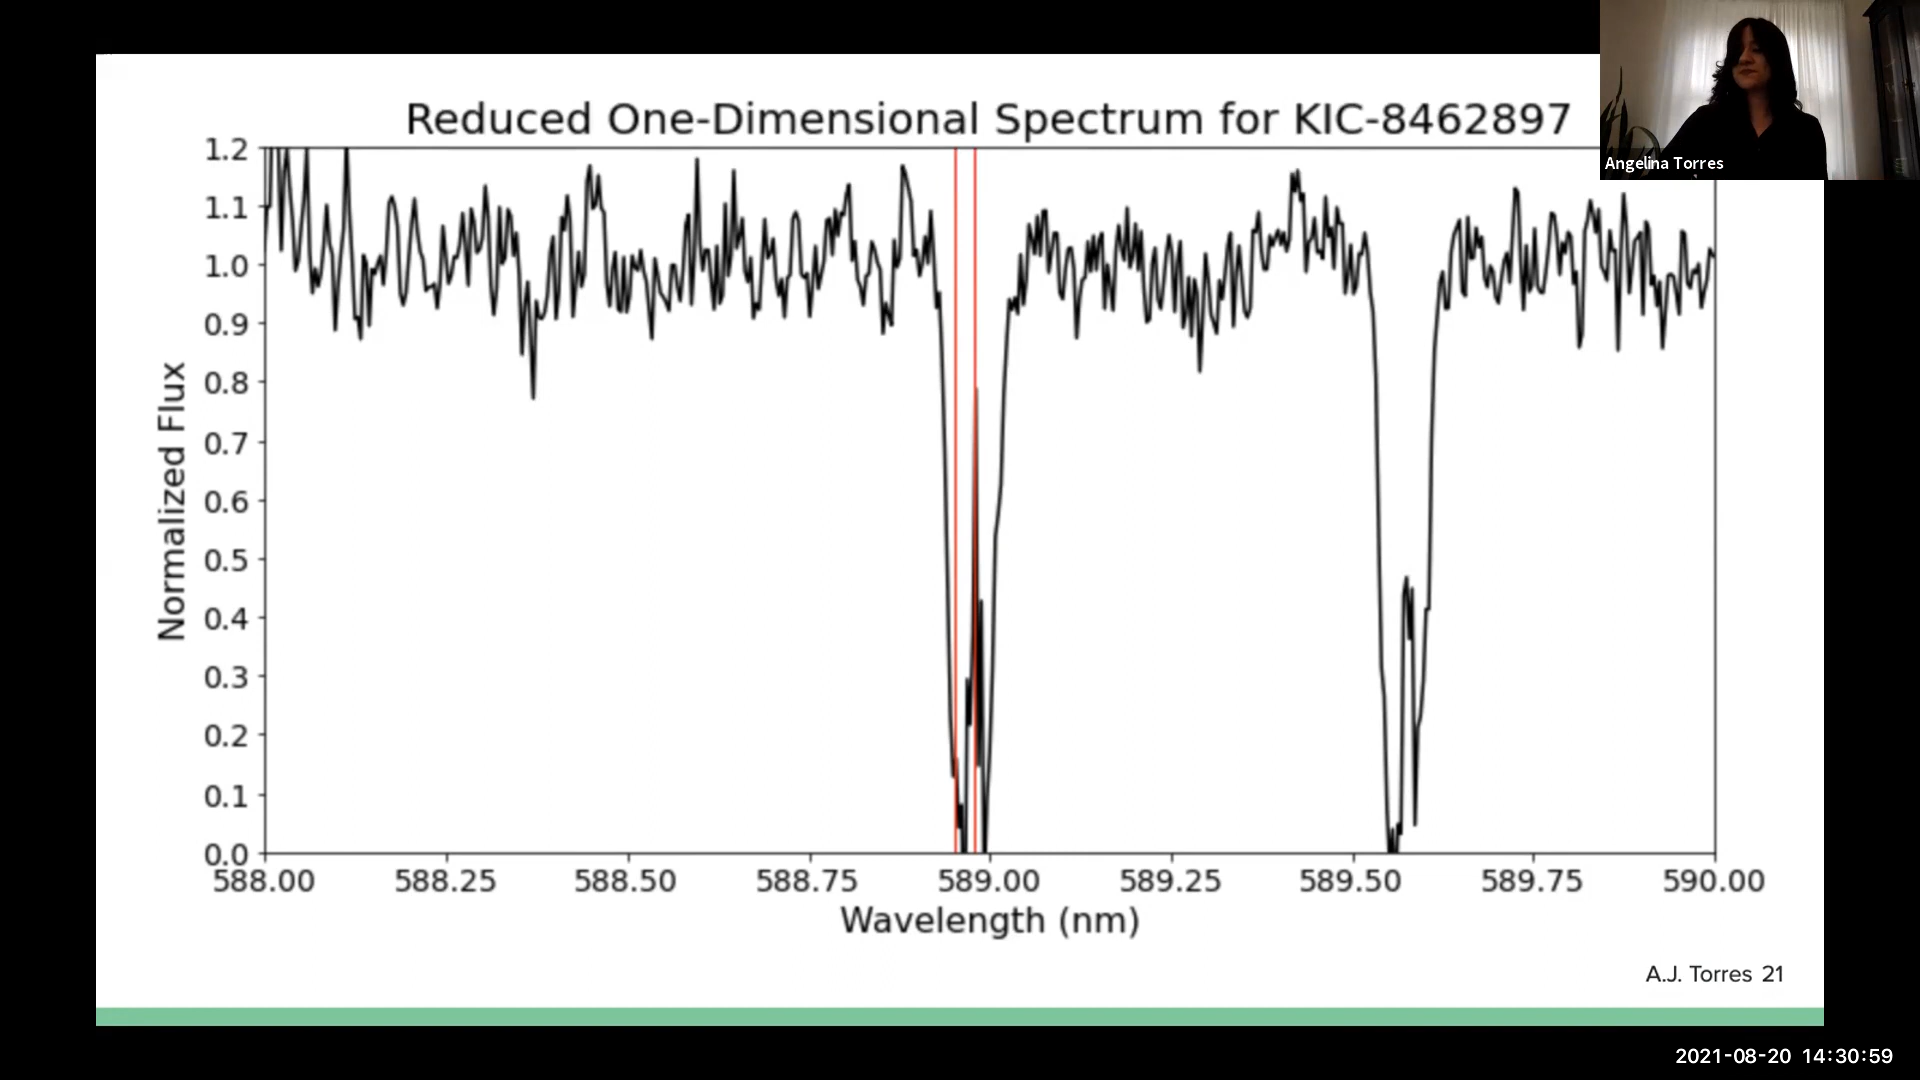 Reduced One-Dimensional Spectrum for KIC-8462897
Angelina Torres
1.2
1.1
1.0
0.9
0.8
0.7
0.6
0.5
0.4
0.3
0.2
0.1
0.0
Normalized Flux
588.00 588.25 588.50 588.75 589.00 589.25 589.50 589.75 590.00
Wavelength (nm)
A.J. Torres 21
2021-08-20 14:30:59